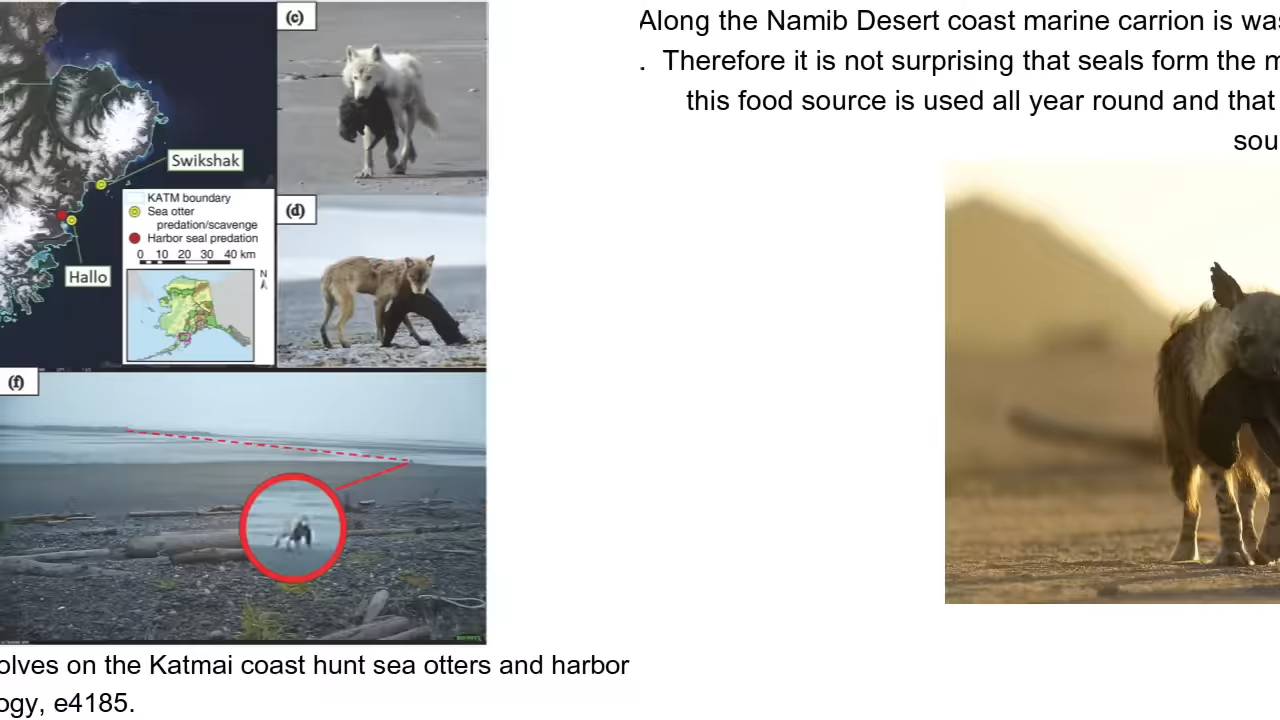 (c)
Swikshak
KATM boundary
Sea otter
predation/scavenge
Harbor seal predation
0 10 20 30 40 km
N
Hallo
(d)
(f)
olves on the Katmai coast hunt sea otters and harbor
ogy, e4185.
Along the Namib Desert coast marine carrion is was
. Therefore it is not surprising that seals form the m
this food source is used all year round and that
sou